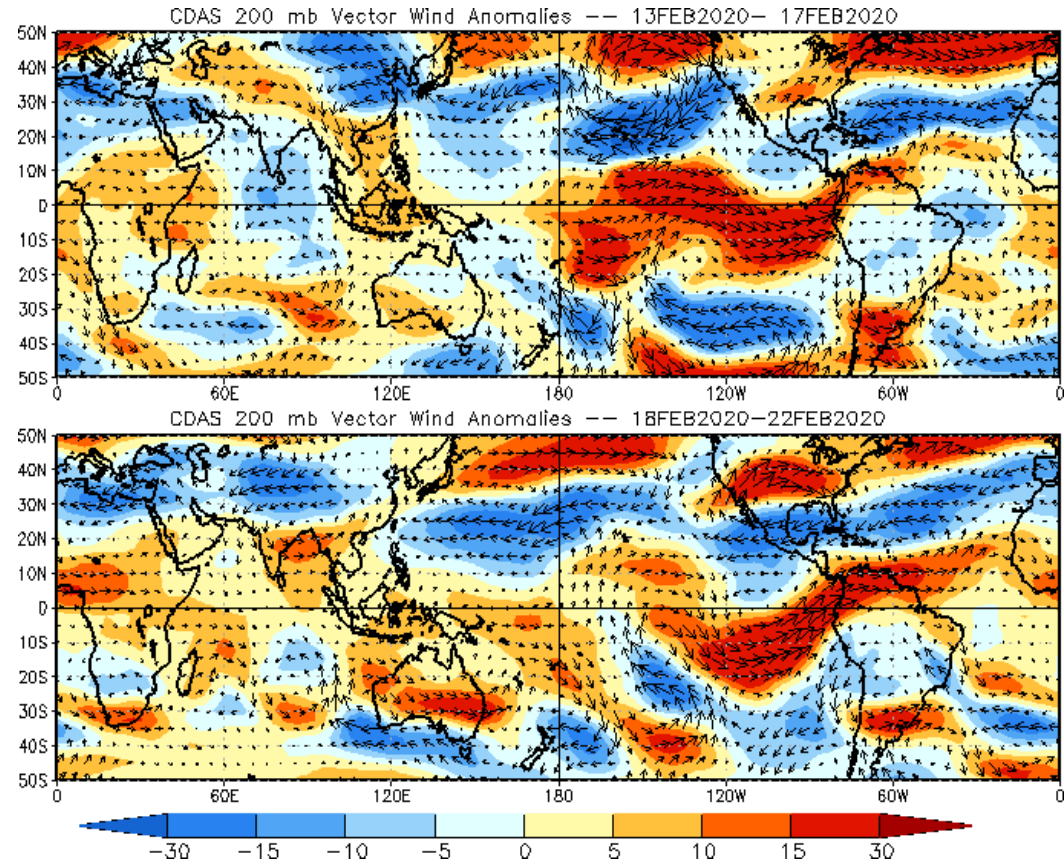 CDAS 200 mb Vector Wind Anomalies -- 13FEB2020- 17FEB2020
50N
40N
30N
20N
10N
0
10S
20S
30S
40S
50S
0 60E 120E 180 120W 60W 0
CDAS 200 mb Vector Wind Anomalies -- 18FEB2020-22FEB2020
50N
40N
30N
20N
10N
0
10S
20S
30S
40S
50S
0 60E 120E 180 120W 60W 0
-30 -15 -10 -5 0 5 10 15 30